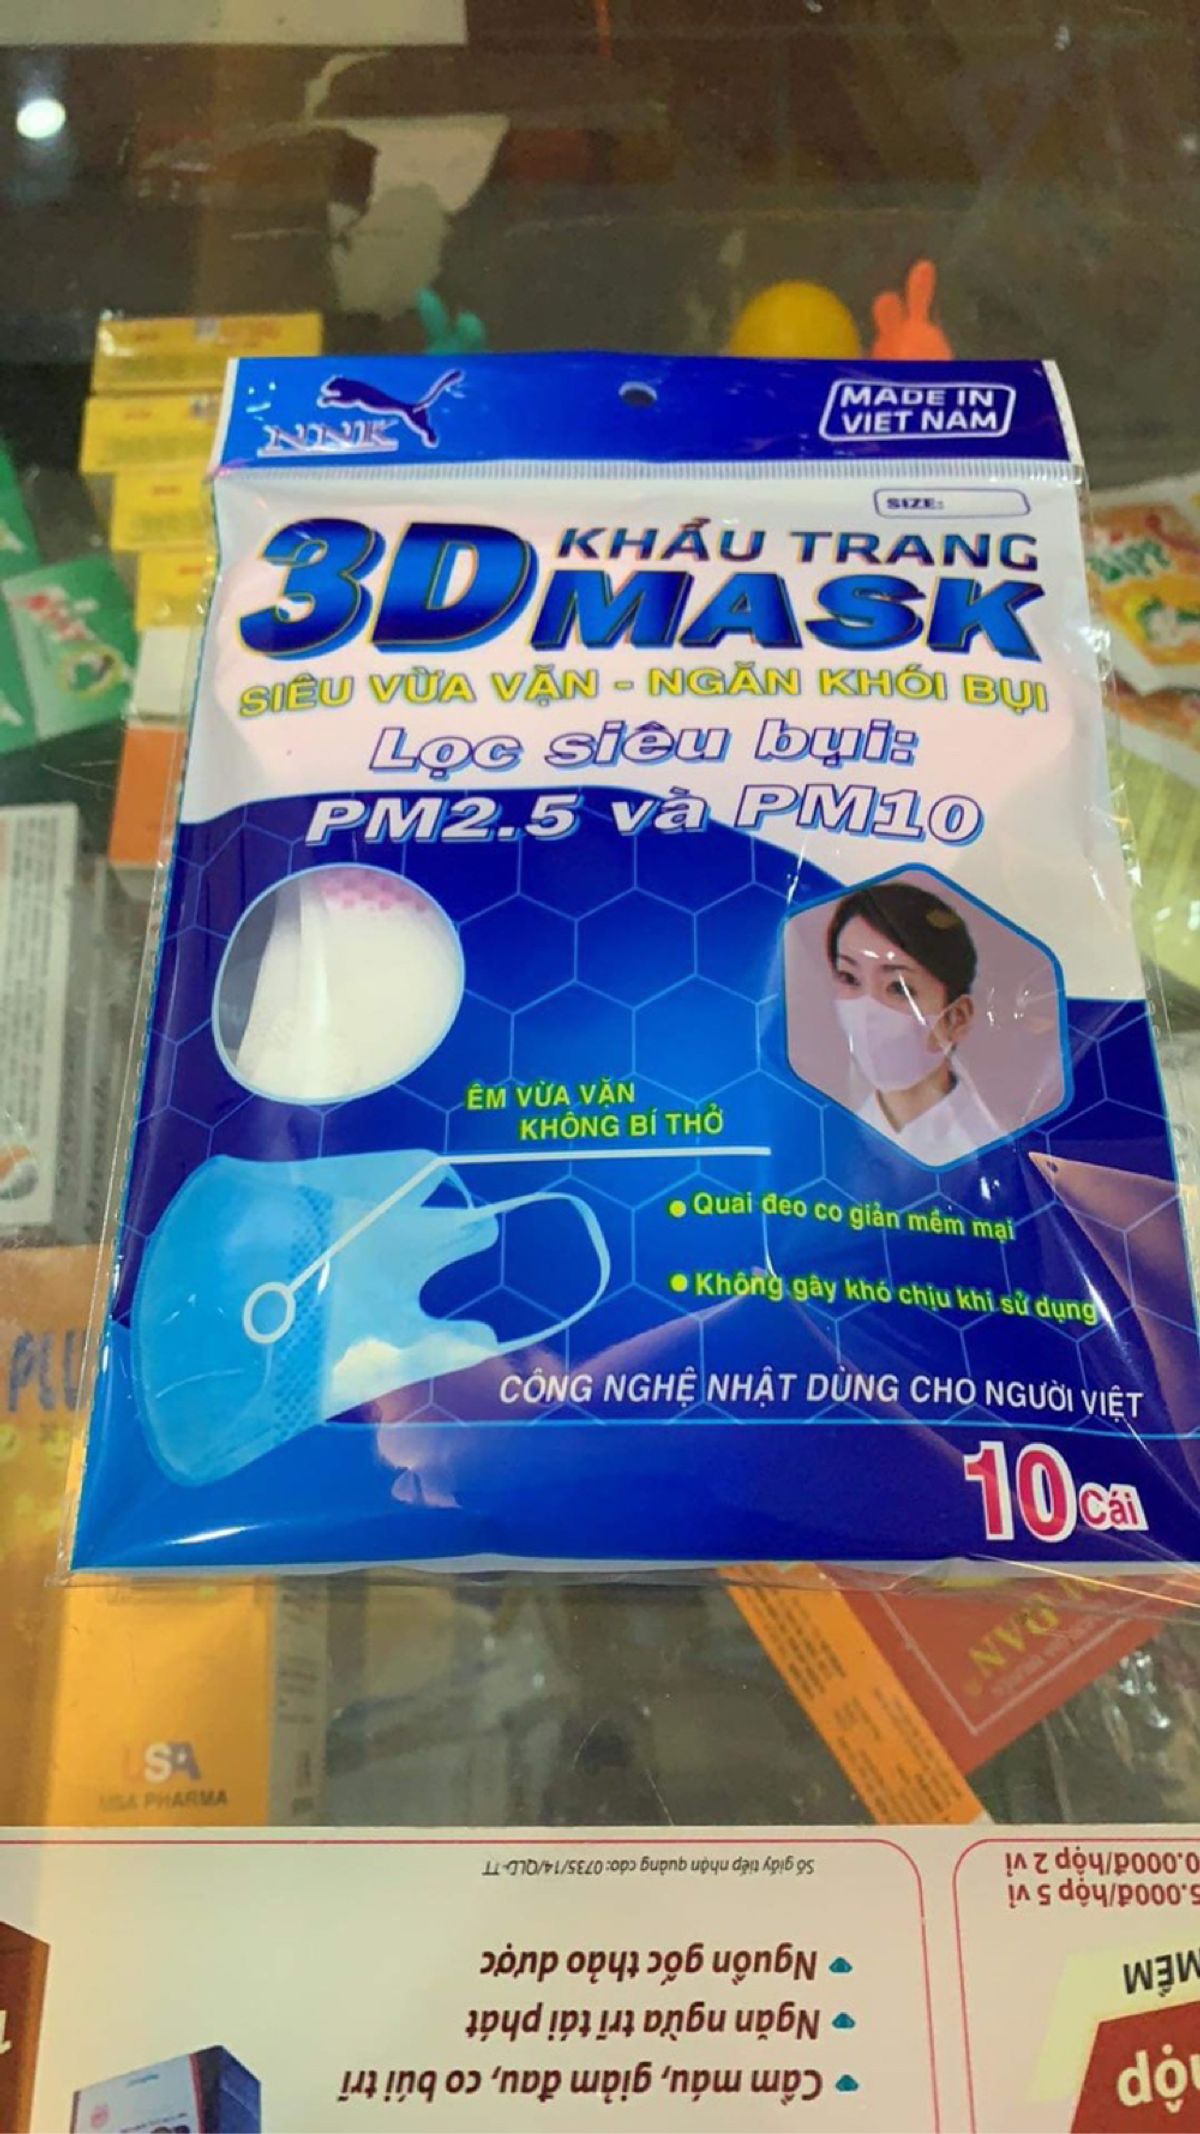 NNK
MADE IN
VIET NAM
SIZE:
3D KHẨU TRANG
MASK
SIÊU VỪA VẶN - NGĂN KHÓI BỤI
Lọc siêu bụi:
PM2.5 và PM10
ÊM VỪA VẶN
KHÔNG BÍ THỞ
Quai đeo co giản mềm mại
Không gây khó chịu khi sử dụng
CÔNG NGHỆ NHẬT DÙNG CHO NGƯỜI VIỆT
10 Cái
USA
USA PHARMA
Cầm máu, giảm đau, co búi trĩ
Ngăn ngừa trĩ tái phát
Nguồn gốc thảo dược
Số giấy tiếp nhận quảng cáo: 0735/14/QLD-TT
MỀM
5.000đ/hộp 5 vỉ
0.000đ/hộp 2 vỉ